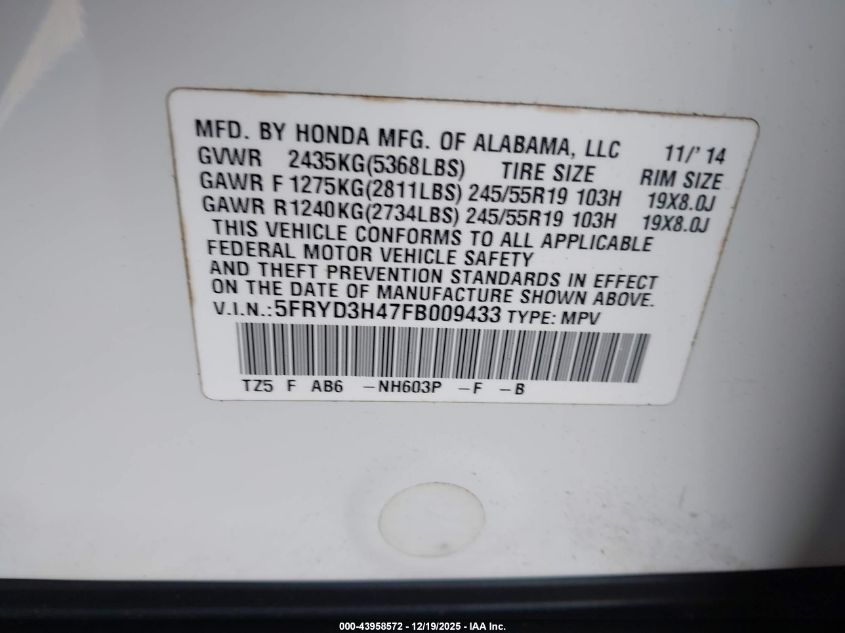 MFD. BY HONDA MFG. OF ALABAMA, LLC 11/' 14
GVWR 2435KG(5368LBS) TIRE SIZE RIM SIZE
GAWR F 1275KG(2811LBS) 245/55R19 103H 19X8.0J
GAWR R1240KG(2734LBS) 245/55R19 103H 19X8.0J
THIS VEHICLE CONFORMS TO ALL APPLICABLE
FEDERAL MOTOR VEHICLE SAFETY
AND THEFT PREVENTION STANDARDS IN EFFECT
ON THE DATE OF MANUFACTURE SHOWN ABOVE.
V.I.N.:5FRYD3H47FB009433 TYPE: MPV
TZ5 F AB6 -NH603P -F -B
000-43958572 - 12/19/2025 - IAA Inc.